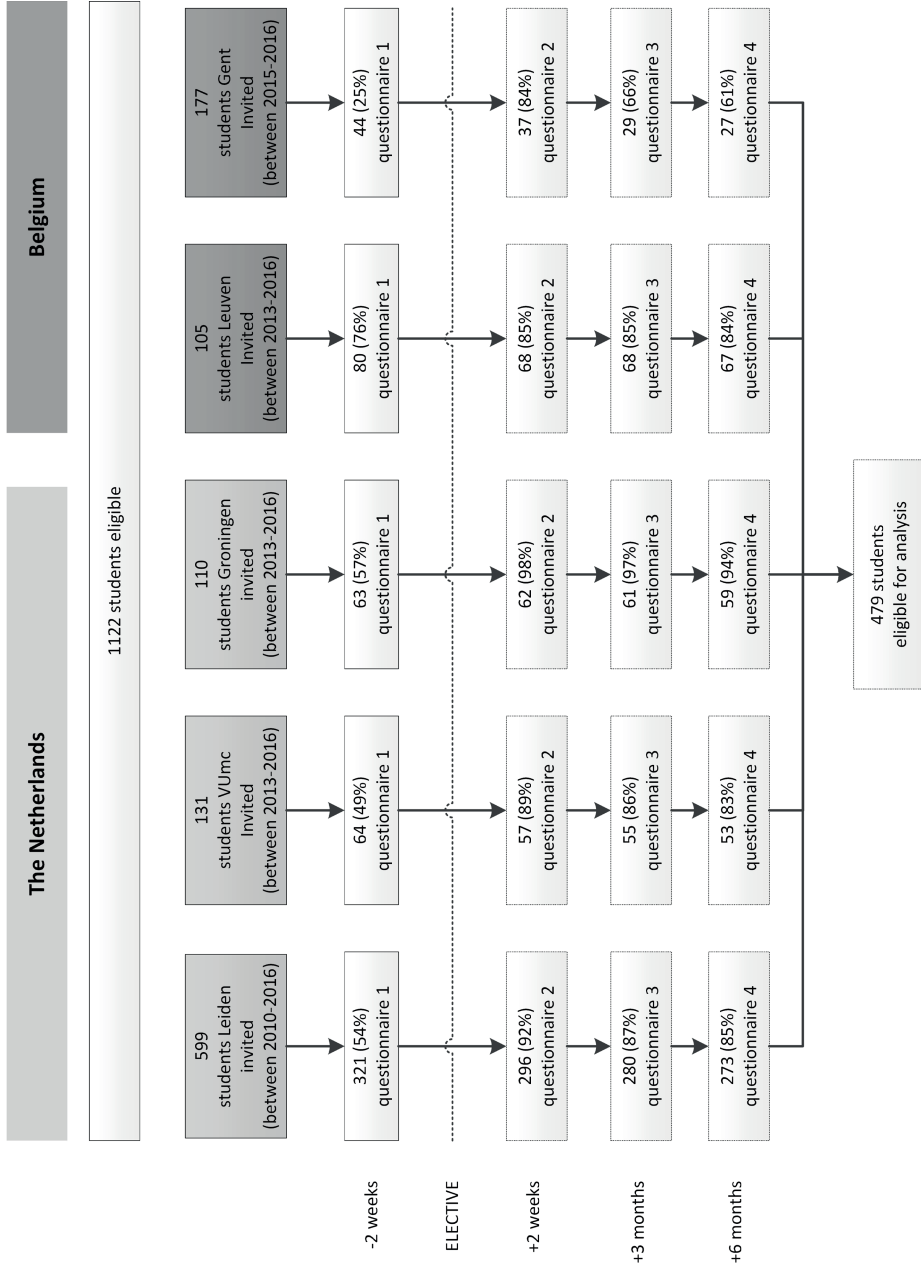 The Netherlands
Belgium
1122 students eligible
599
students Leiden
invited
(between 2010-2016)
131
students VUmc
Invited
(between 2013-2016)
110
students Groningen
invited
(between 2013-2016)
105
students Leuven
Invited
(between 2013-2016)
177
students Gent
Invited
(between 2015-2016)
-2 weeks
321 (54%)
questionnaire 1
64 (49%)
questionnaire 1
63 (57%)
questionnaire 1
80 (76%)
questionnaire 1
44 (25%)
questionnaire 1
ELECTIVE
+2 weeks
296 (92%)
questionnaire 2
57 (89%)
questionnaire 2
62 (98%)
questionnaire 2
68 (85%)
questionnaire 2
37 (84%)
questionnaire 2
+3 months
280 (87%)
questionnaire 3
55 (86%)
questionnaire 3
61 (97%)
questionnaire 3
68 (85%)
questionnaire 3
29 (66%)
questionnaire 3
+6 months
273 (85%)
questionnaire 4
53 (83%)
questionnaire 4
59 (94%)
questionnaire 4
67 (84%)
questionnaire 4
27 (61%)
questionnaire 4
479 students
eligible for analysis